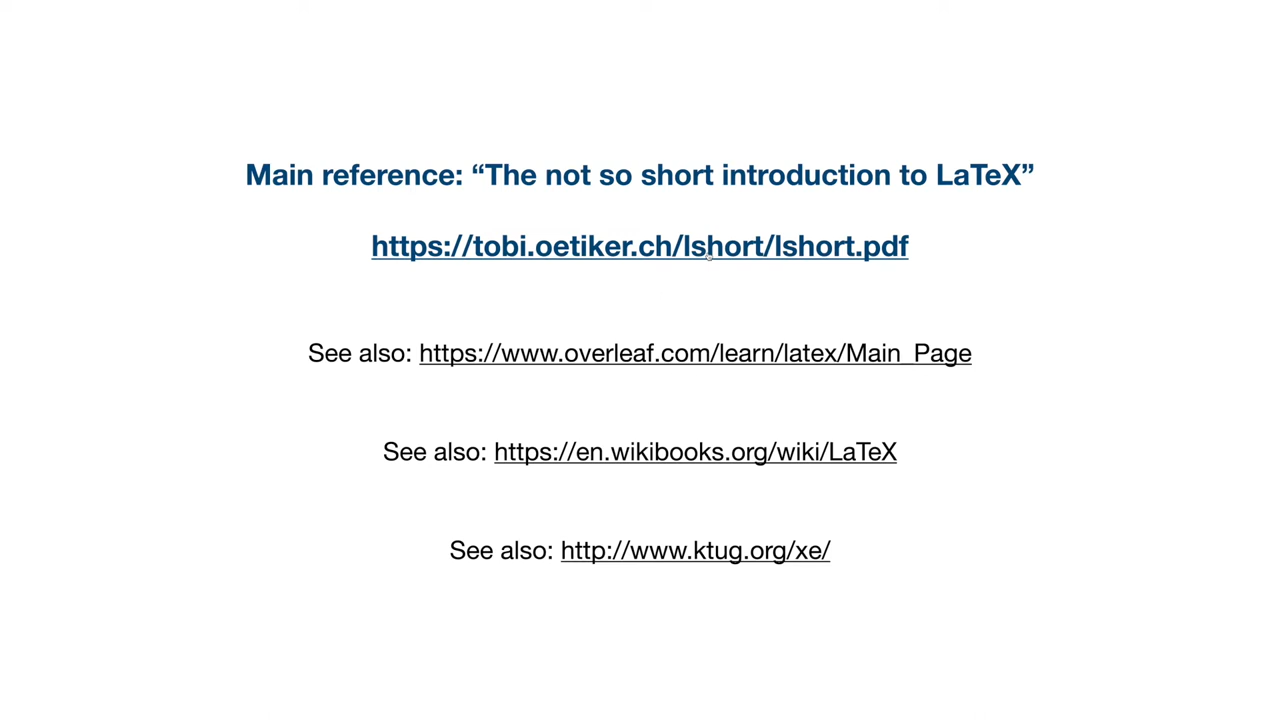 Main reference: “The not so short introduction to LaTeX”
https://tobi.oetiker.ch/lshort/lshort.pdf
See also: https://www.overleaf.com/learn/latex/Main_Page
See also: https://en.wikibooks.org/wiki/LaTeX
See also: http://www.ktug.org/xe/